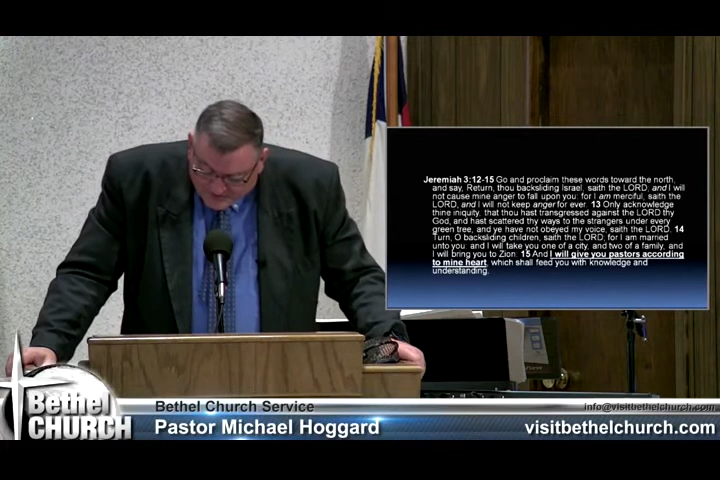 Jeremiah 3:12-15 Go and proclaim these words toward the north,
and say, Return, thou backsliding Israel, saith the LORD; and I will
not cause mine anger to fall upon you: for I am merciful, saith the
LORD, and I will not keep anger for ever. 13 Only acknowledge
thine iniquity, that thou hast transgressed against the LORD thy
God, and hast scattered thy ways to the strangers under every
green tree, and ye have not obeyed my voice, saith the LORD. 14
Turn, O backsliding children, saith the LORD; for I am married
unto you: and I will take you one of a city, and two of a family, and
I will bring you to Zion: 15 And I will give you pastors according
to mine heart, which shall feed you with knowledge and
understanding.
Bethel
CHURCH
Bethel Church Service
info@visitbethelchurch.com
Pastor Michael Hoggard
visitbethelchurch.com